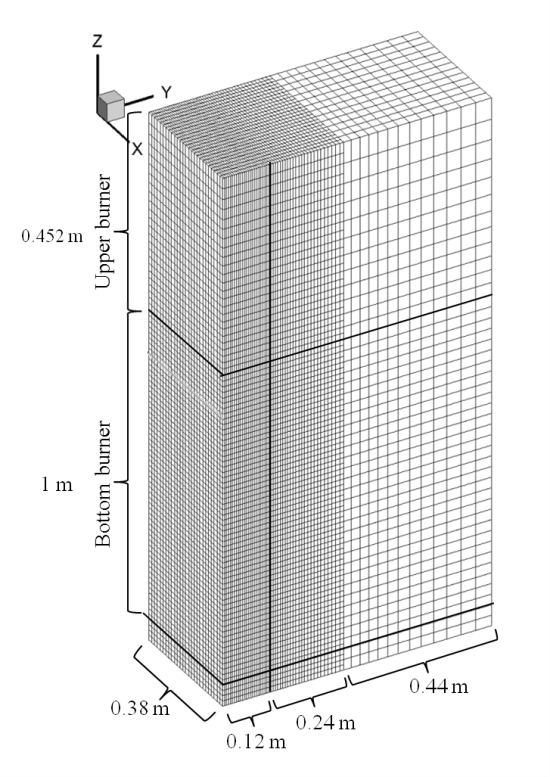 Z
Y
X
0.452 m
Upper burner
1 m
Bottom burner
0.38 m
0.12 m
0.24 m
0.44 m